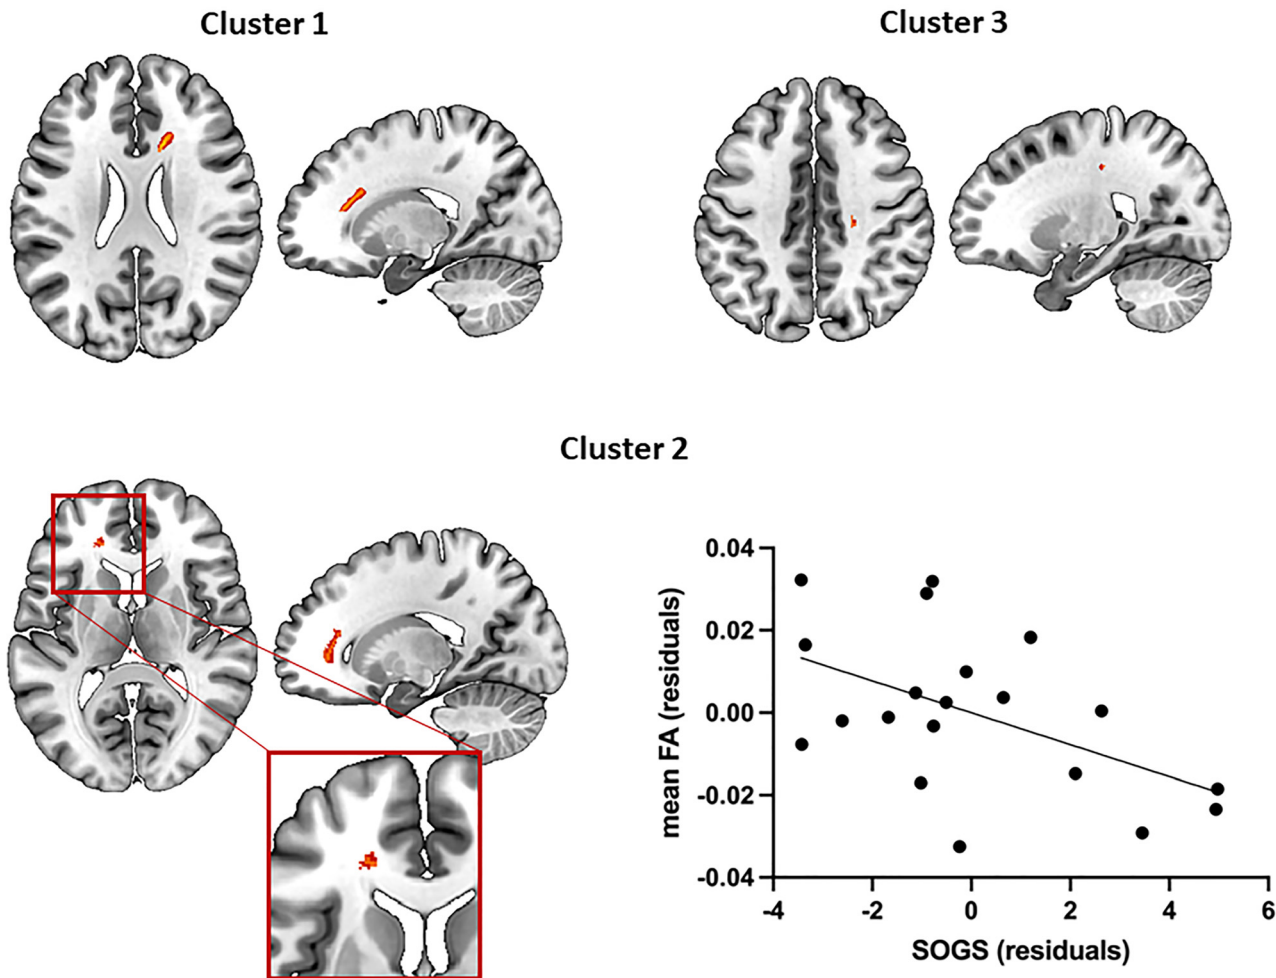 Cluster 1
Cluster 3
Cluster 2
0.04
0.02
0.00
-0.02
-0.04
mean FA (residuals)
-4 -2 0 2 4 6
SOGS (residuals)